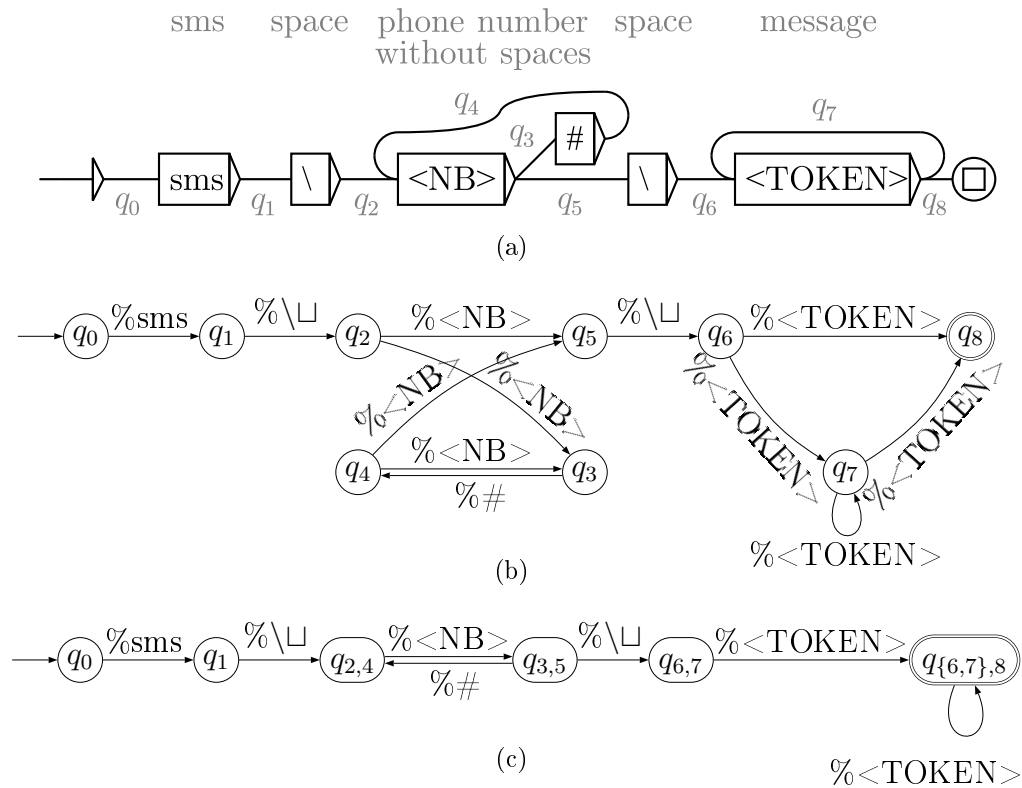 sms space phone number space message
without spaces
q4 q3 # q7
sms \ <NB> \ <TOKEN>
q0 q1 q2 q5 q6 q8
(a)
%sms %\⊔ %<NB> %\⊔ %<TOKEN>
q0 q1 q2 q5 q6 q8
%<NB> %<NB> %<TOKEN> %<TOKEN>
%<NB>
q4 q3 q7
%#
%<TOKEN>
(b)
%sms %\⊔ %<NB> %\⊔ %<TOKEN>
q0 q1 q2,4 q3,5 q6,7 q{6,7},8
%#
(c)
%<TOKEN>